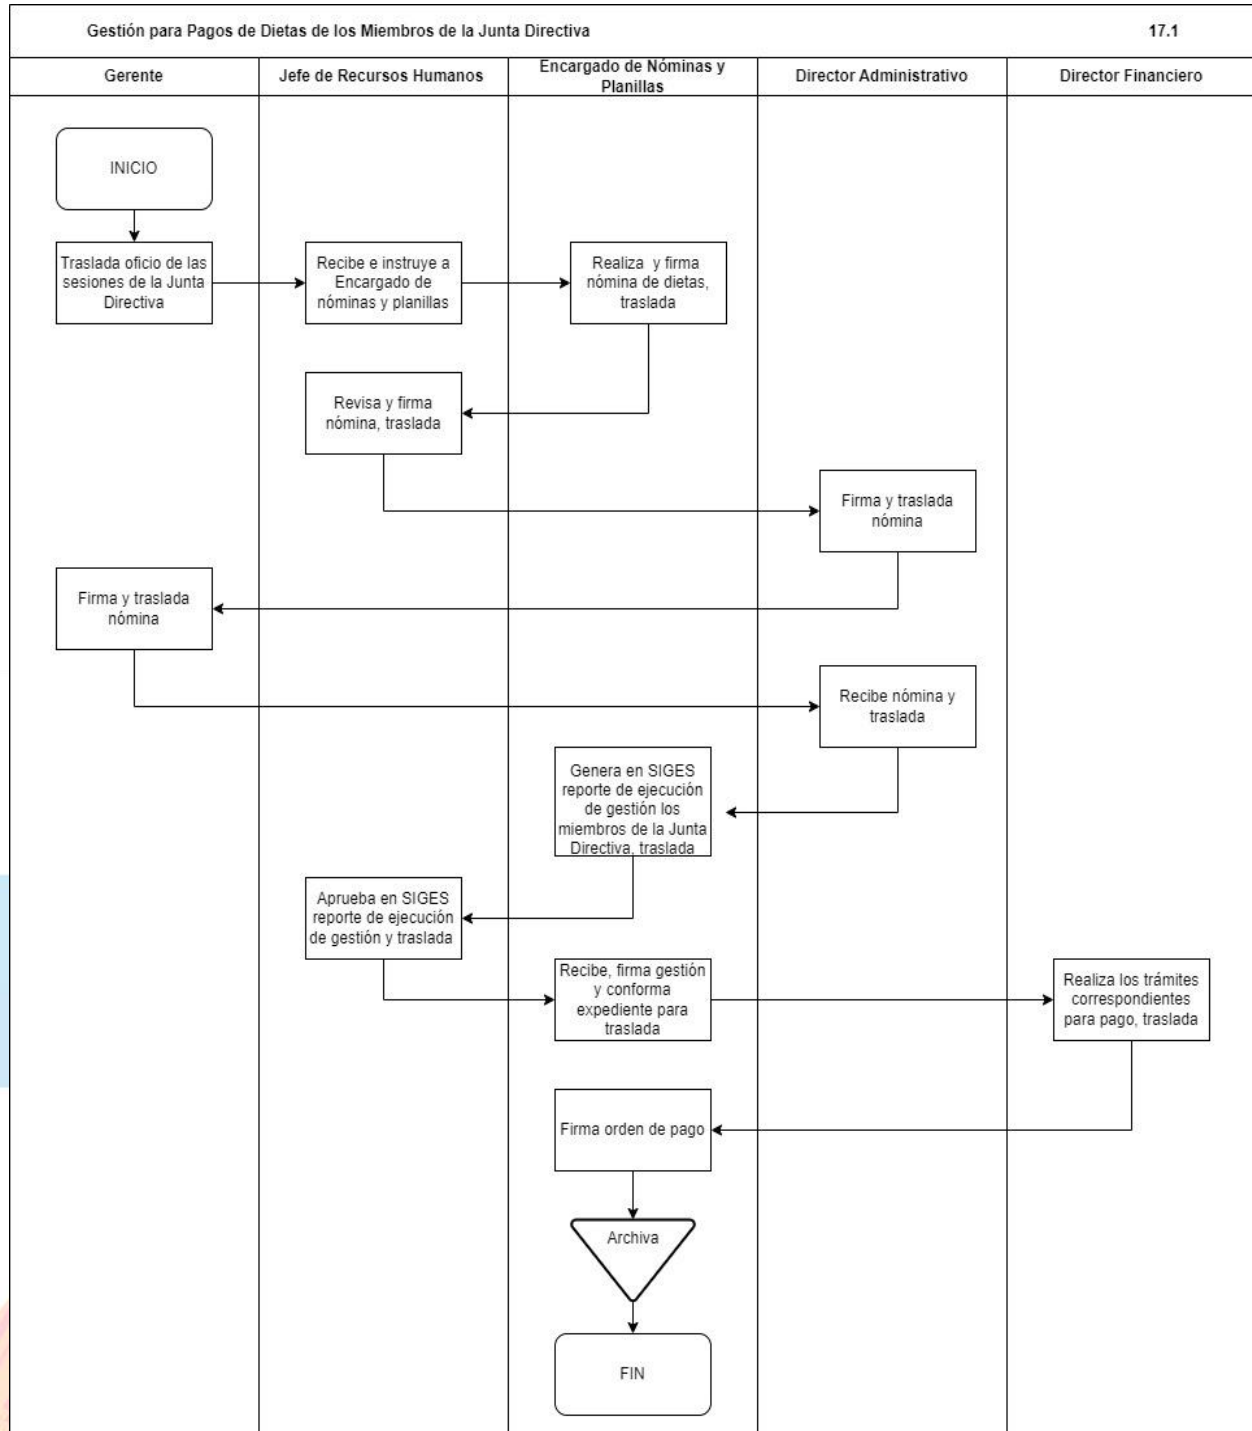 Gestión para Pagos de Dietas de los Miembros de la Junta Directiva
17.1
Gerente
Jefe de Recursos Humanos
Encargado de Nóminas y
Planillas
Director Administrativo
Director Financiero
INICIO
Traslada oficio de las
sesiones de la Junta
Directiva
Recibe e instruye a
Encargado de
nóminas y planillas
Realiza y firma
nómina de dietas,
traslada
Revisa y firma
nómina, traslada
Firma y traslada
nómina
Firma y traslada
nómina
Recibe nómina y
traslada
Genera en SIGES
reporte de ejecución
de gestión los
miembros de la Junta
Directiva, traslada
Aprueba en SIGES
reporte de ejecución
de gestión y traslada
Recibe, firma gestión
y conforma
expediente para
traslada
Realiza los trámites
correspondientes
para pago, traslada
Firma orden de pago
Archiva
FIN